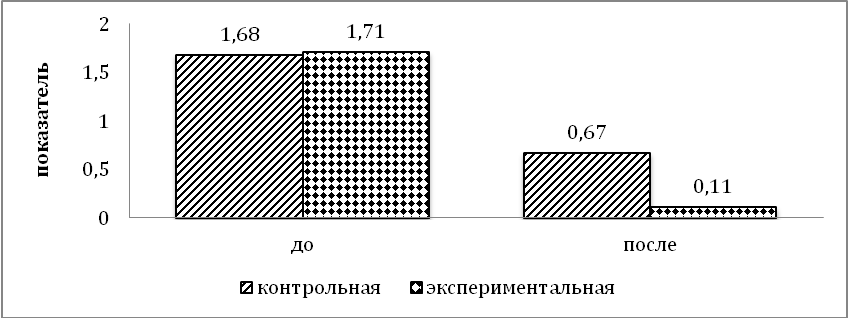 показатель
2
1,5
1
0,5
0
1,68
1,71
0,67
0,11
до
после
контрольная
экспериментальная